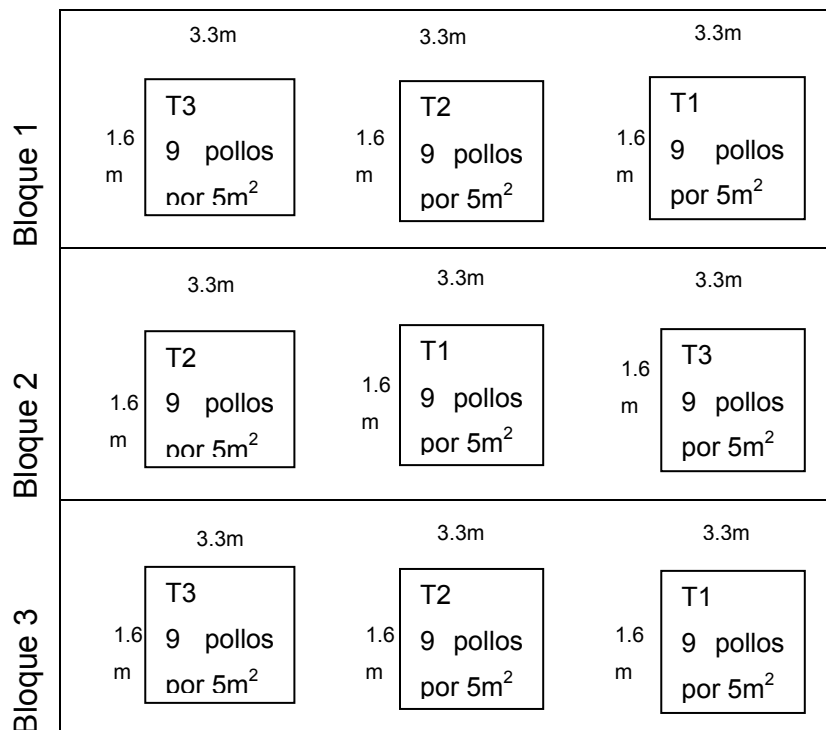 Bloque 1
3.3m 3.3m 3.3m
T3
1.6 m
9 pollos
por 5m²
T2
1.6 m
9 pollos
por 5m²
T1
1.6 m
9 pollos
por 5m²
Bloque 2
3.3m 3.3m 3.3m
T2
1.6 m
9 pollos
por 5m²
T1
1.6 m
9 pollos
por 5m²
T3
1.6 m
9 pollos
por 5m²
Bloque 3
3.3m 3.3m 3.3m
T3
1.6 m
9 pollos
por 5m²
T2
1.6 m
9 pollos
por 5m²
T1
1.6 m
9 pollos
por 5m²